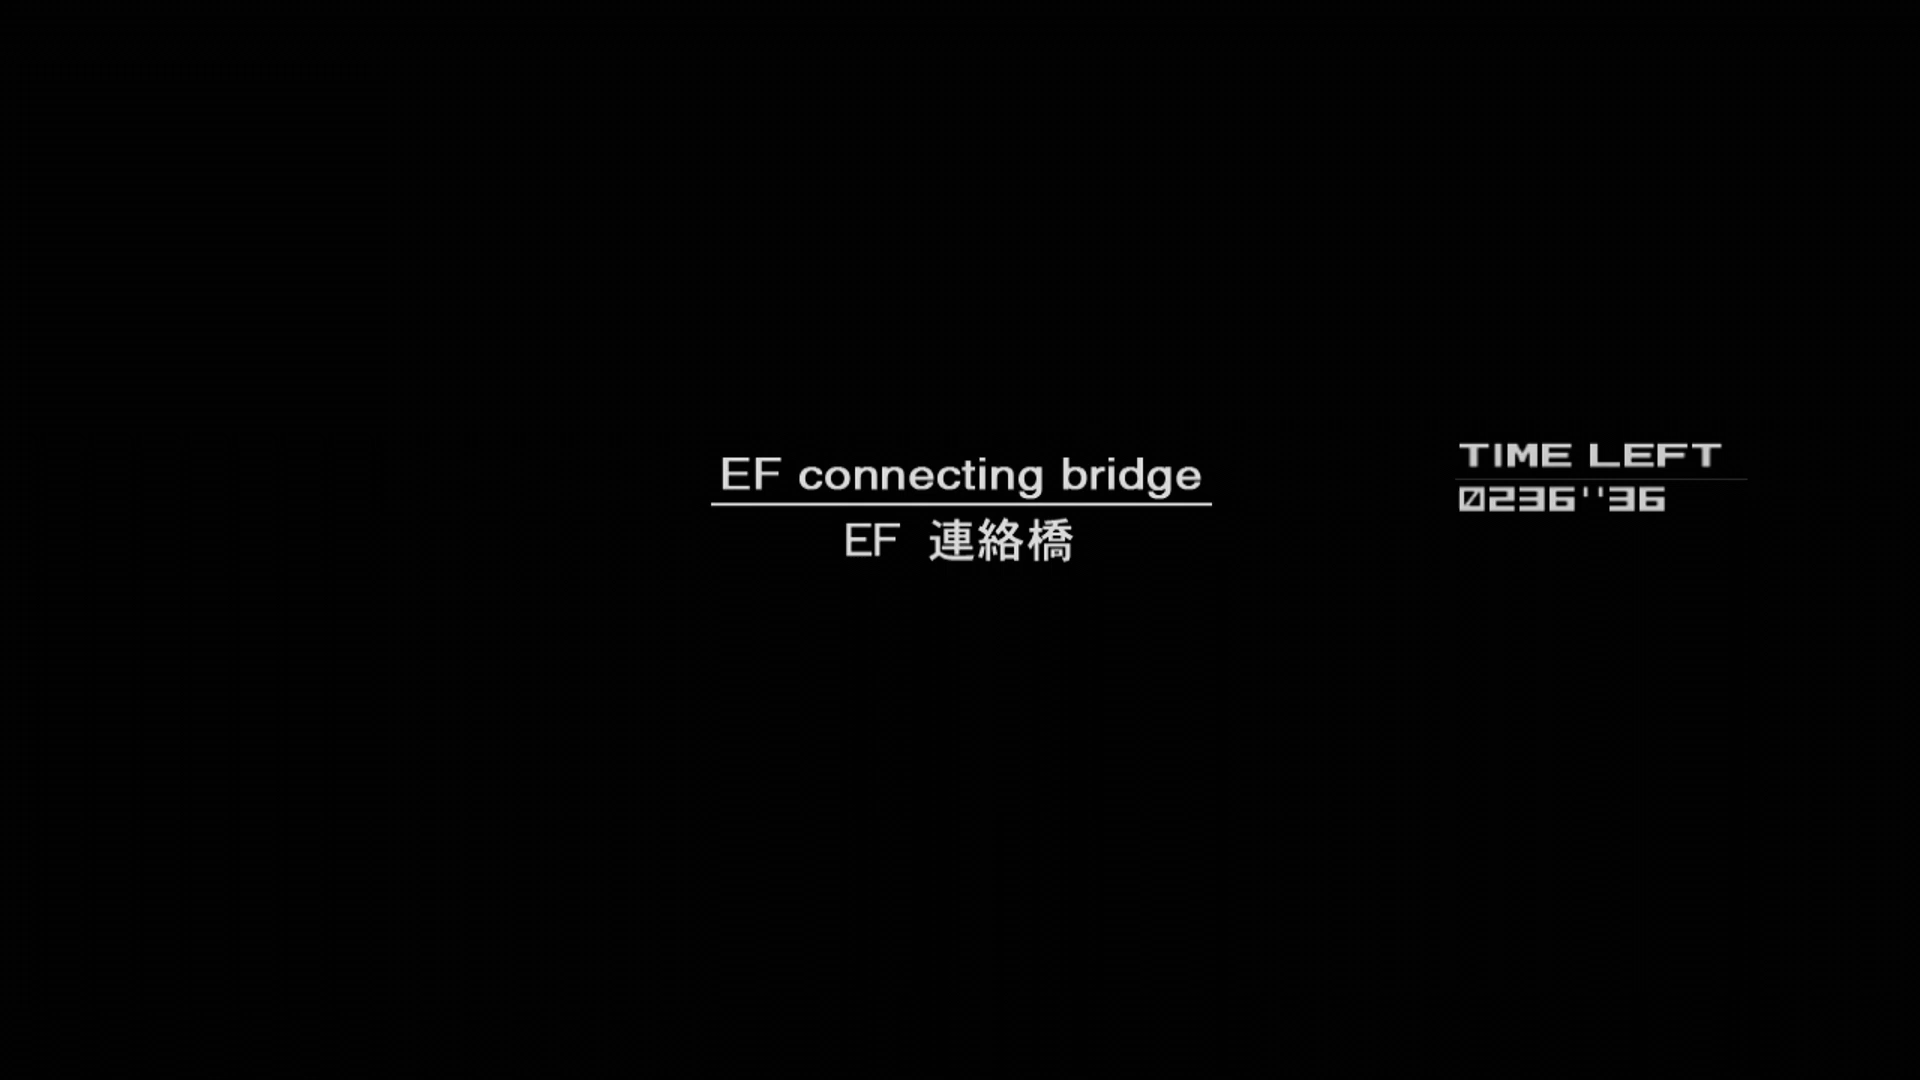 EF connecting bridge
EF 連絡橋
TIME LEFT
0236''36